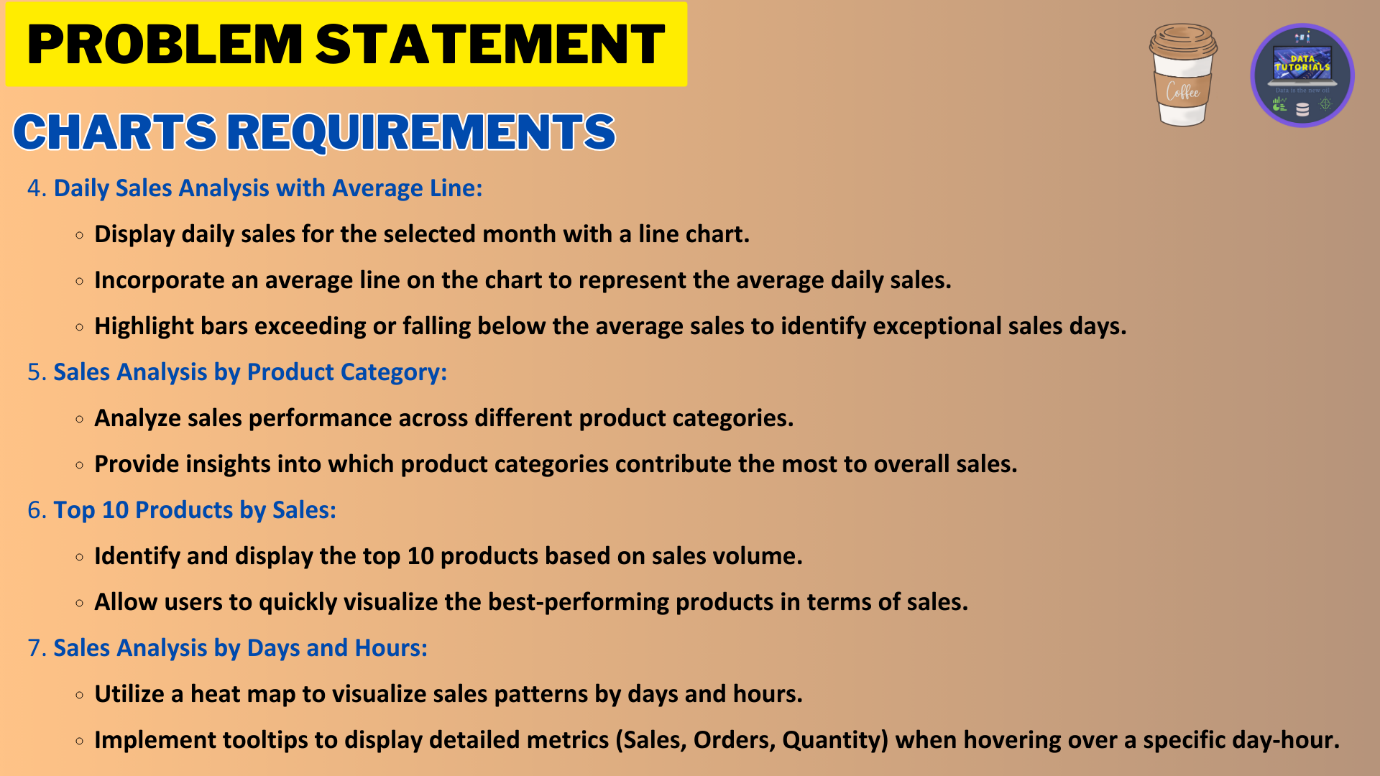 PROBLEM STATEMENT
Coffee
DATA
TUTORIALS
Data is the new oil
CHARTS REQUIREMENTS
4. Daily Sales Analysis with Average Line:
◦ Display daily sales for the selected month with a line chart.
◦ Incorporate an average line on the chart to represent the average daily sales.
◦ Highlight bars exceeding or falling below the average sales to identify exceptional sales days.
5. Sales Analysis by Product Category:
◦ Analyze sales performance across different product categories.
◦ Provide insights into which product categories contribute the most to overall sales.
6. Top 10 Products by Sales:
◦ Identify and display the top 10 products based on sales volume.
◦ Allow users to quickly visualize the best-performing products in terms of sales.
7. Sales Analysis by Days and Hours:
◦ Utilize a heat map to visualize sales patterns by days and hours.
◦ Implement tooltips to display detailed metrics (Sales, Orders, Quantity) when hovering over a specific day-hour.